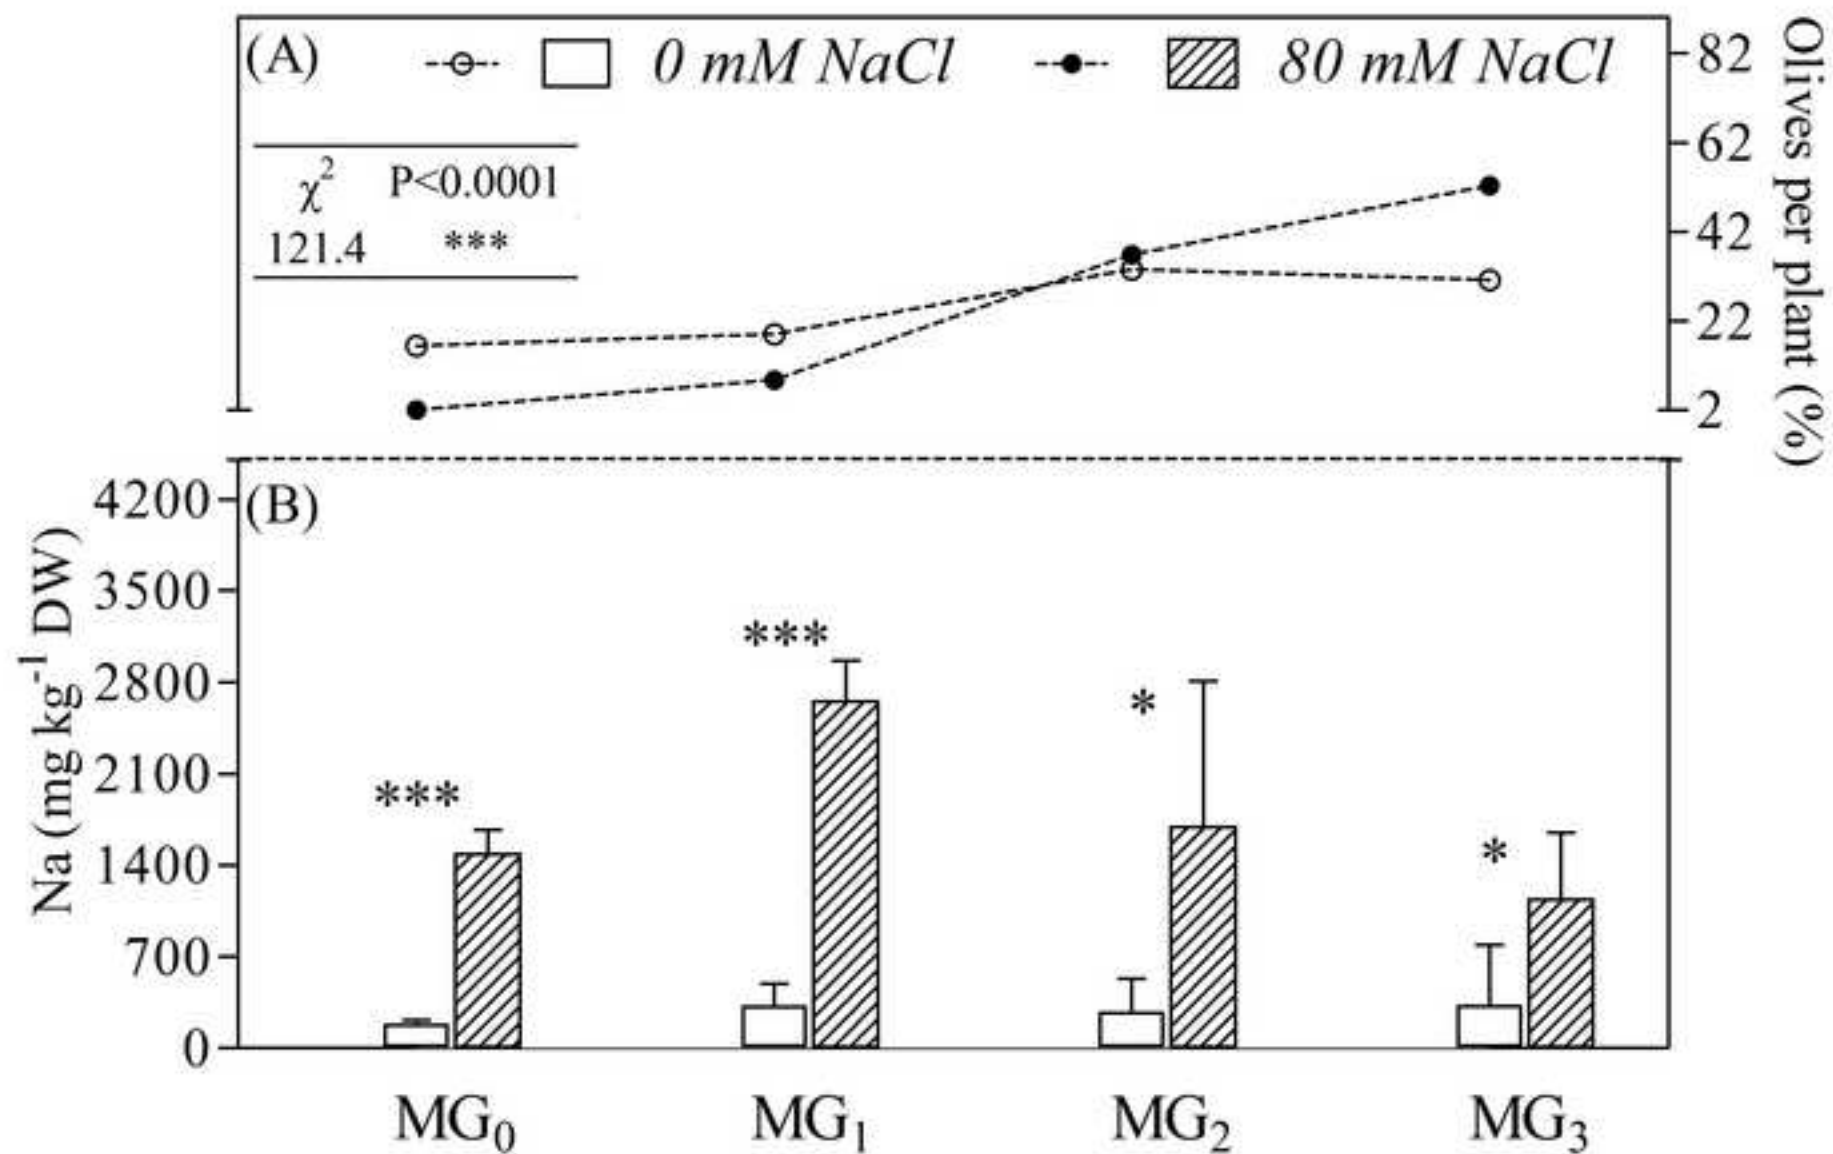 (A) 0 mM NaCl 80 mM NaCl
χ² P<0.0001
121.4 ***
82
62
42
22
2
Olives per plant (%)
(B)
4200
3500
2800
2100
1400
700
0
Na (mg kg⁻¹ DW)
***
***
*
*
MG₀ MG₁ MG₂ MG₃